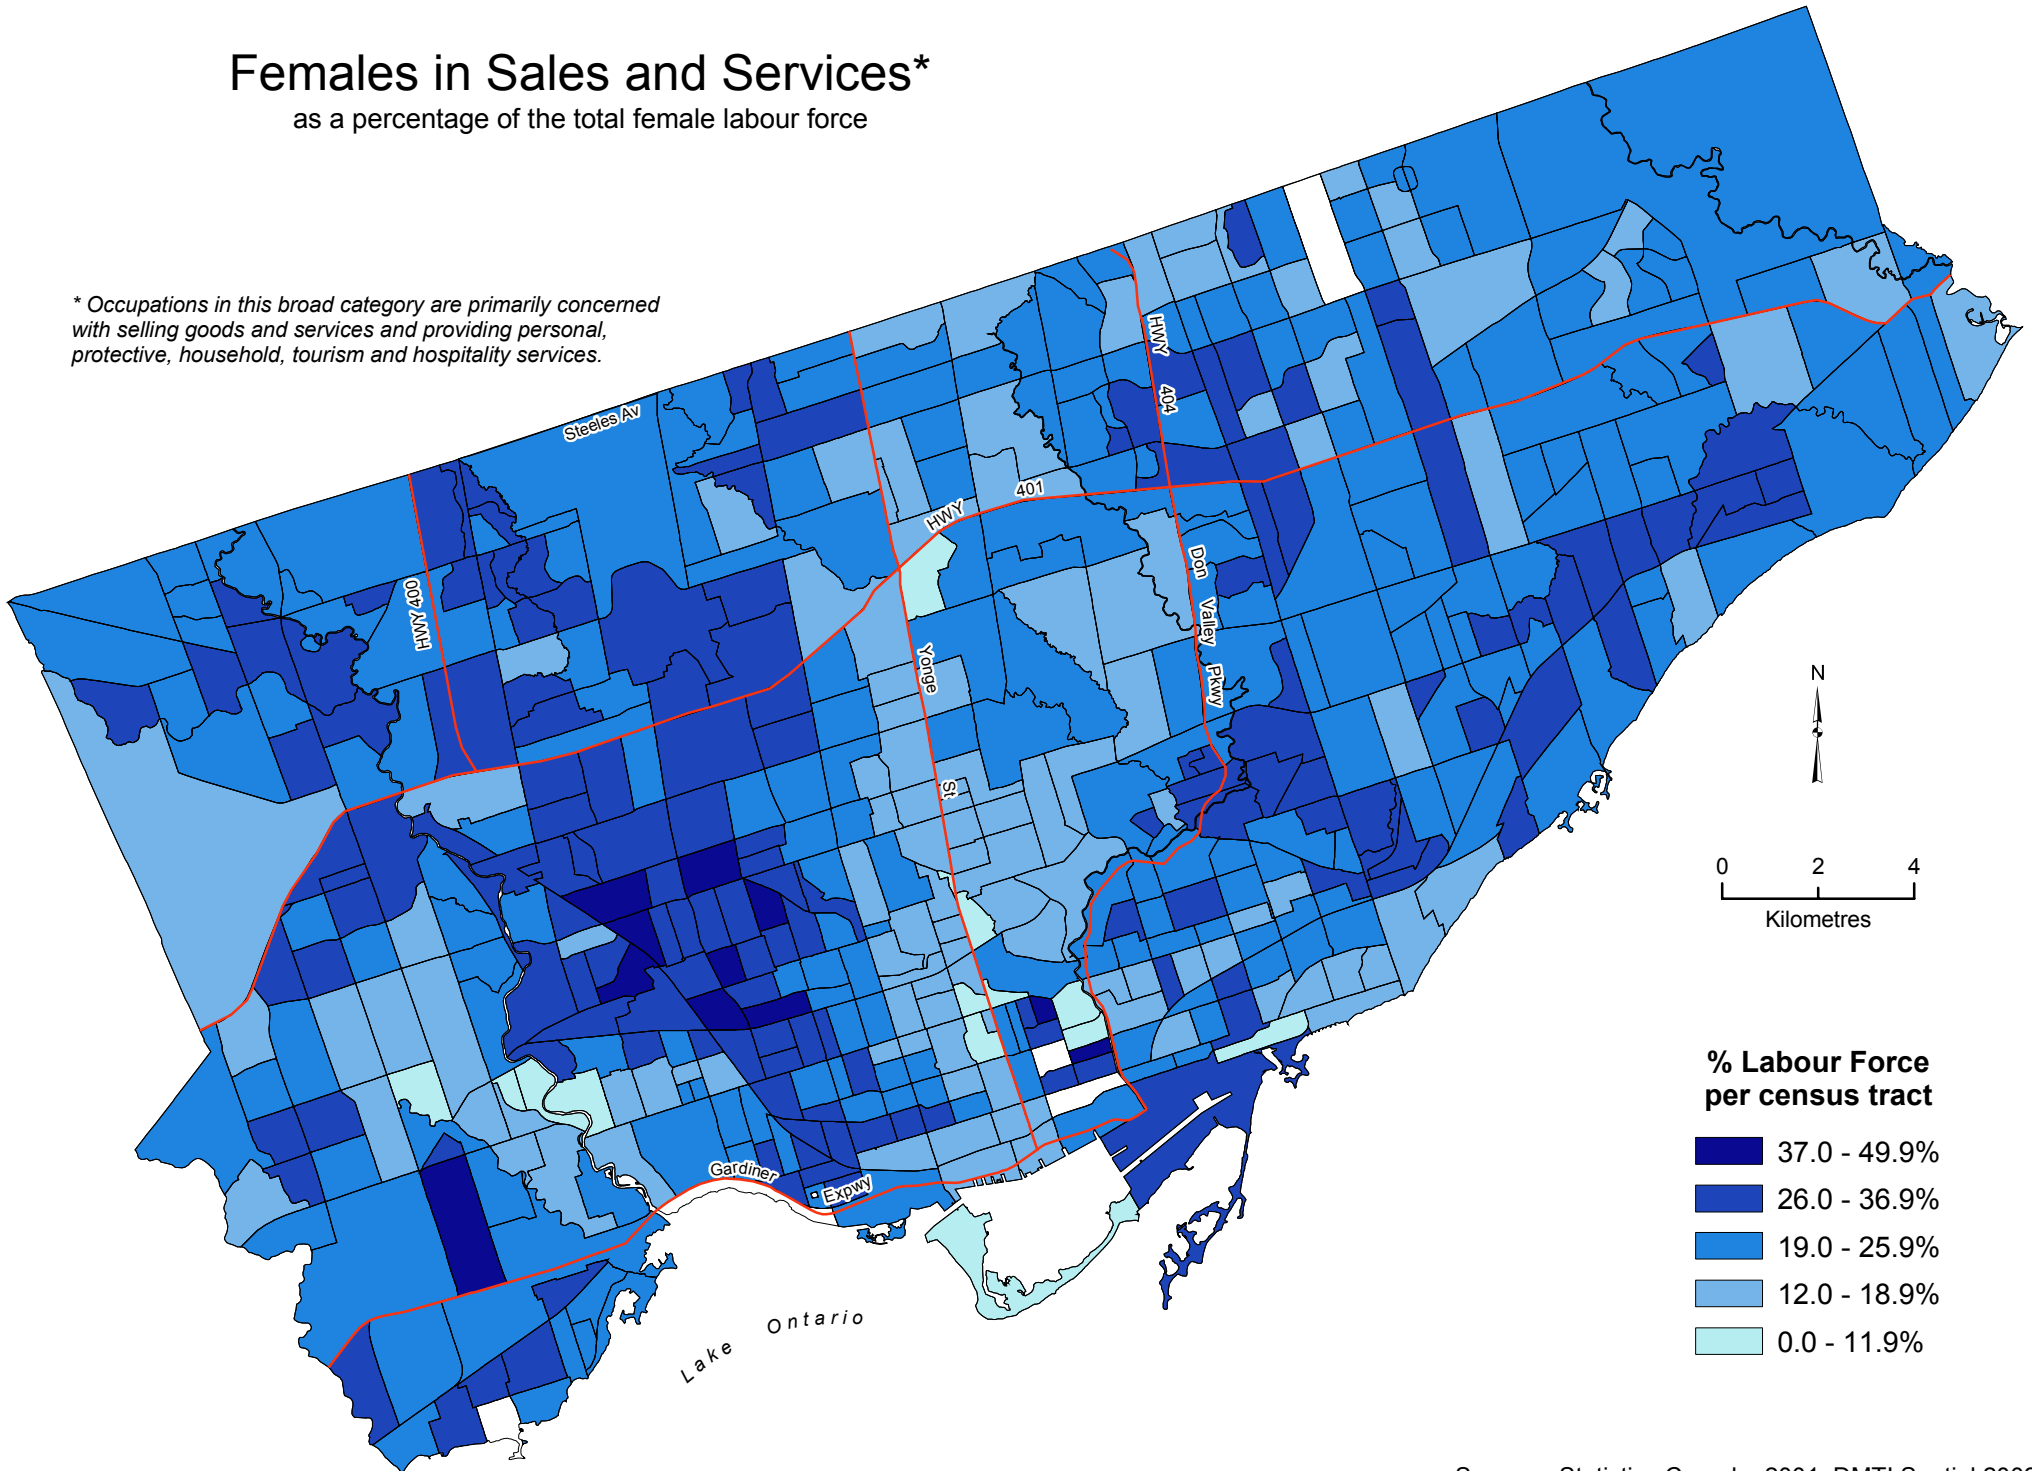 Females in Sales and Services*
as a percentage of the total female labour force
* Occupations in this broad category are primarily concerned
with selling goods and services and providing personal,
protective, household, tourism and hospitality services.
Steeles Av
HWY 400
HWY
401
HWY
404
Don
Valley
Pkwy
Yonge
St
Gardiner
Expwy
Lake Ontario
N
0 2 4
Kilometres
% Labour Force
per census tract
37.0 - 49.9%
26.0 - 36.9%
19.0 - 25.9%
12.0 - 18.9%
0.0 - 11.9%